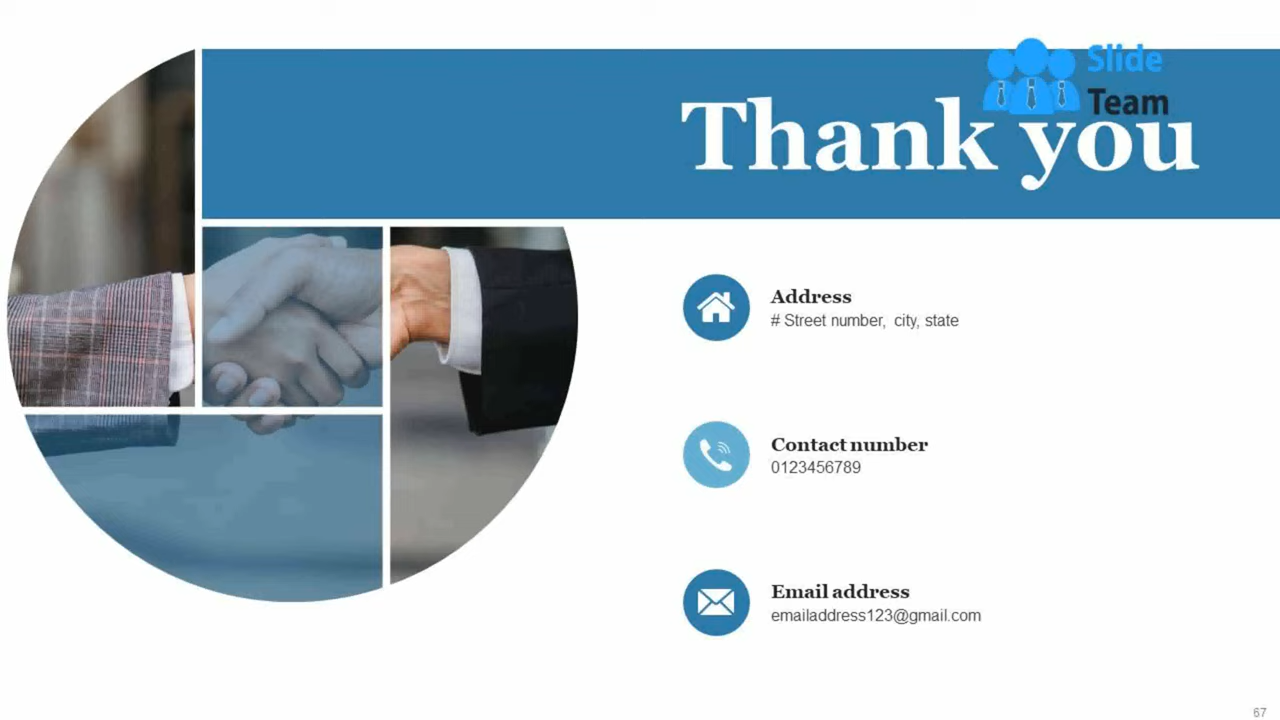 Slide
Team
Thank you
Address
# Street number, city, state
Contact number
0123456789
Email address
emailaddress123@gmail.com
67